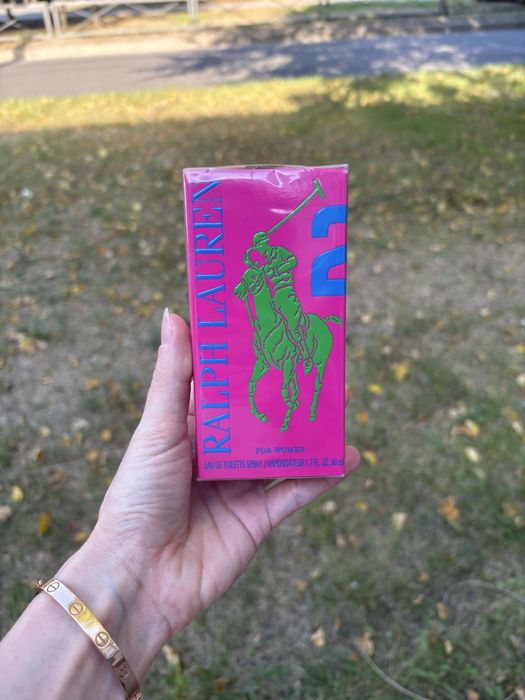 RALPH LAUREN
2
FOR WOMEN
EAU DE TOILETTE SPRAY / VAPORISATEUR 1.7 FL. OZ. 50 ml